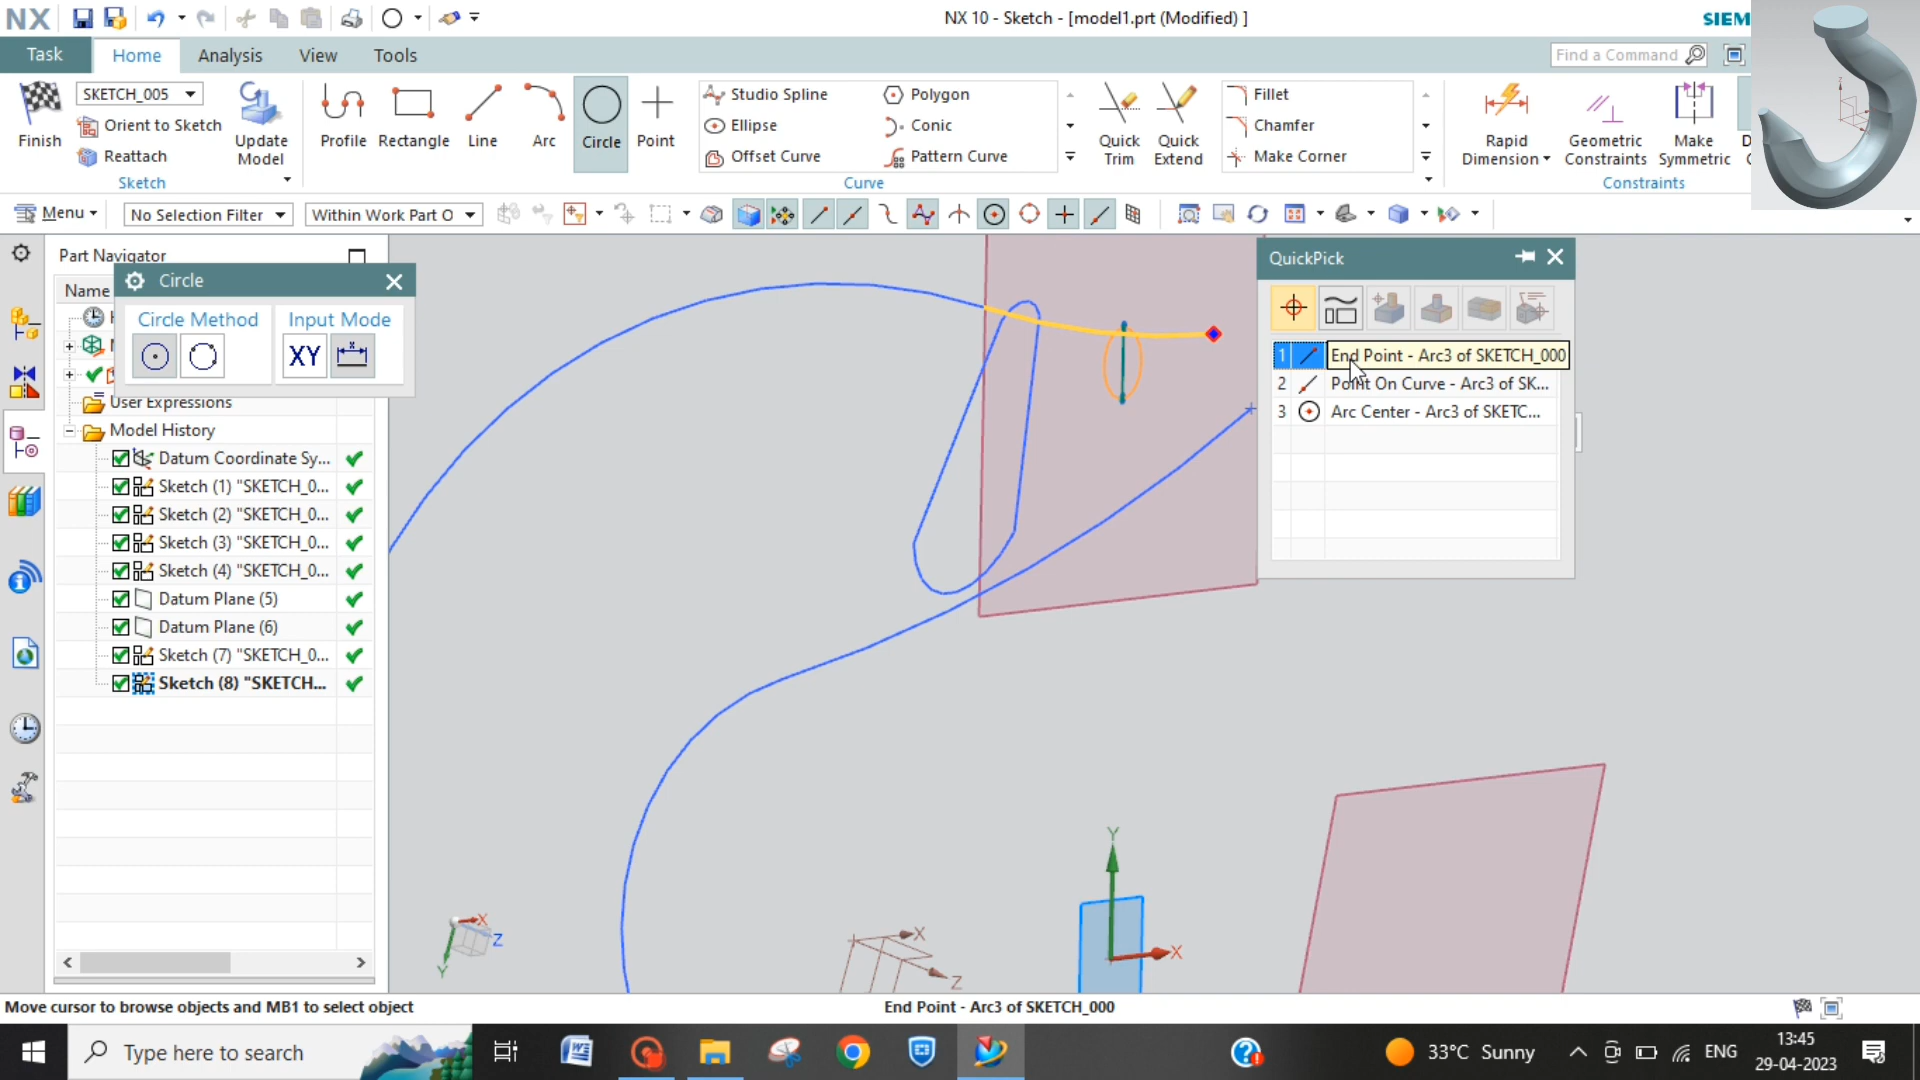 NX
NX 10 - Sketch - [model1.prt (Modified) ]
SIEM
Task
Home
Analysis
View
Tools
Find a Command
Finish
SKETCH_005
Orient to Sketch
Reattach
Update Model
Sketch
Profile
Rectangle
Line
Arc
Circle
Point
Studio Spline
Polygon
Ellipse
Conic
Offset Curve
Pattern Curve
Curve
Quick Trim
Quick Extend
Fillet
Chamfer
Make Corner
Rapid Dimension
Geometric Constraints
Make Symmetric
Constraints
Menu
No Selection Filter
Within Work Part O
Part Navigator
Name
Circle
Circle Method
Input Mode
XY
User Expressions
Model History
Datum Coordinate Sy...
Sketch (1) "SKETCH_0...
Sketch (2) "SKETCH_0...
Sketch (3) "SKETCH_0...
Sketch (4) "SKETCH_0...
Datum Plane (5)
Datum Plane (6)
Sketch (7) "SKETCH_0...
Sketch (8) "SKETCH...
QuickPick
1 End Point - Arc3 of SKETCH_000
2 Point On Curve - Arc3 of SK...
3 Arc Center - Arc3 of SKETC...
Y
X
X
Z
X
Z
Y
Move cursor to browse objects and MB1 to select object
End Point - Arc3 of SKETCH_000
Type here to search
33°C Sunny
ENG
13:45
29-04-2023